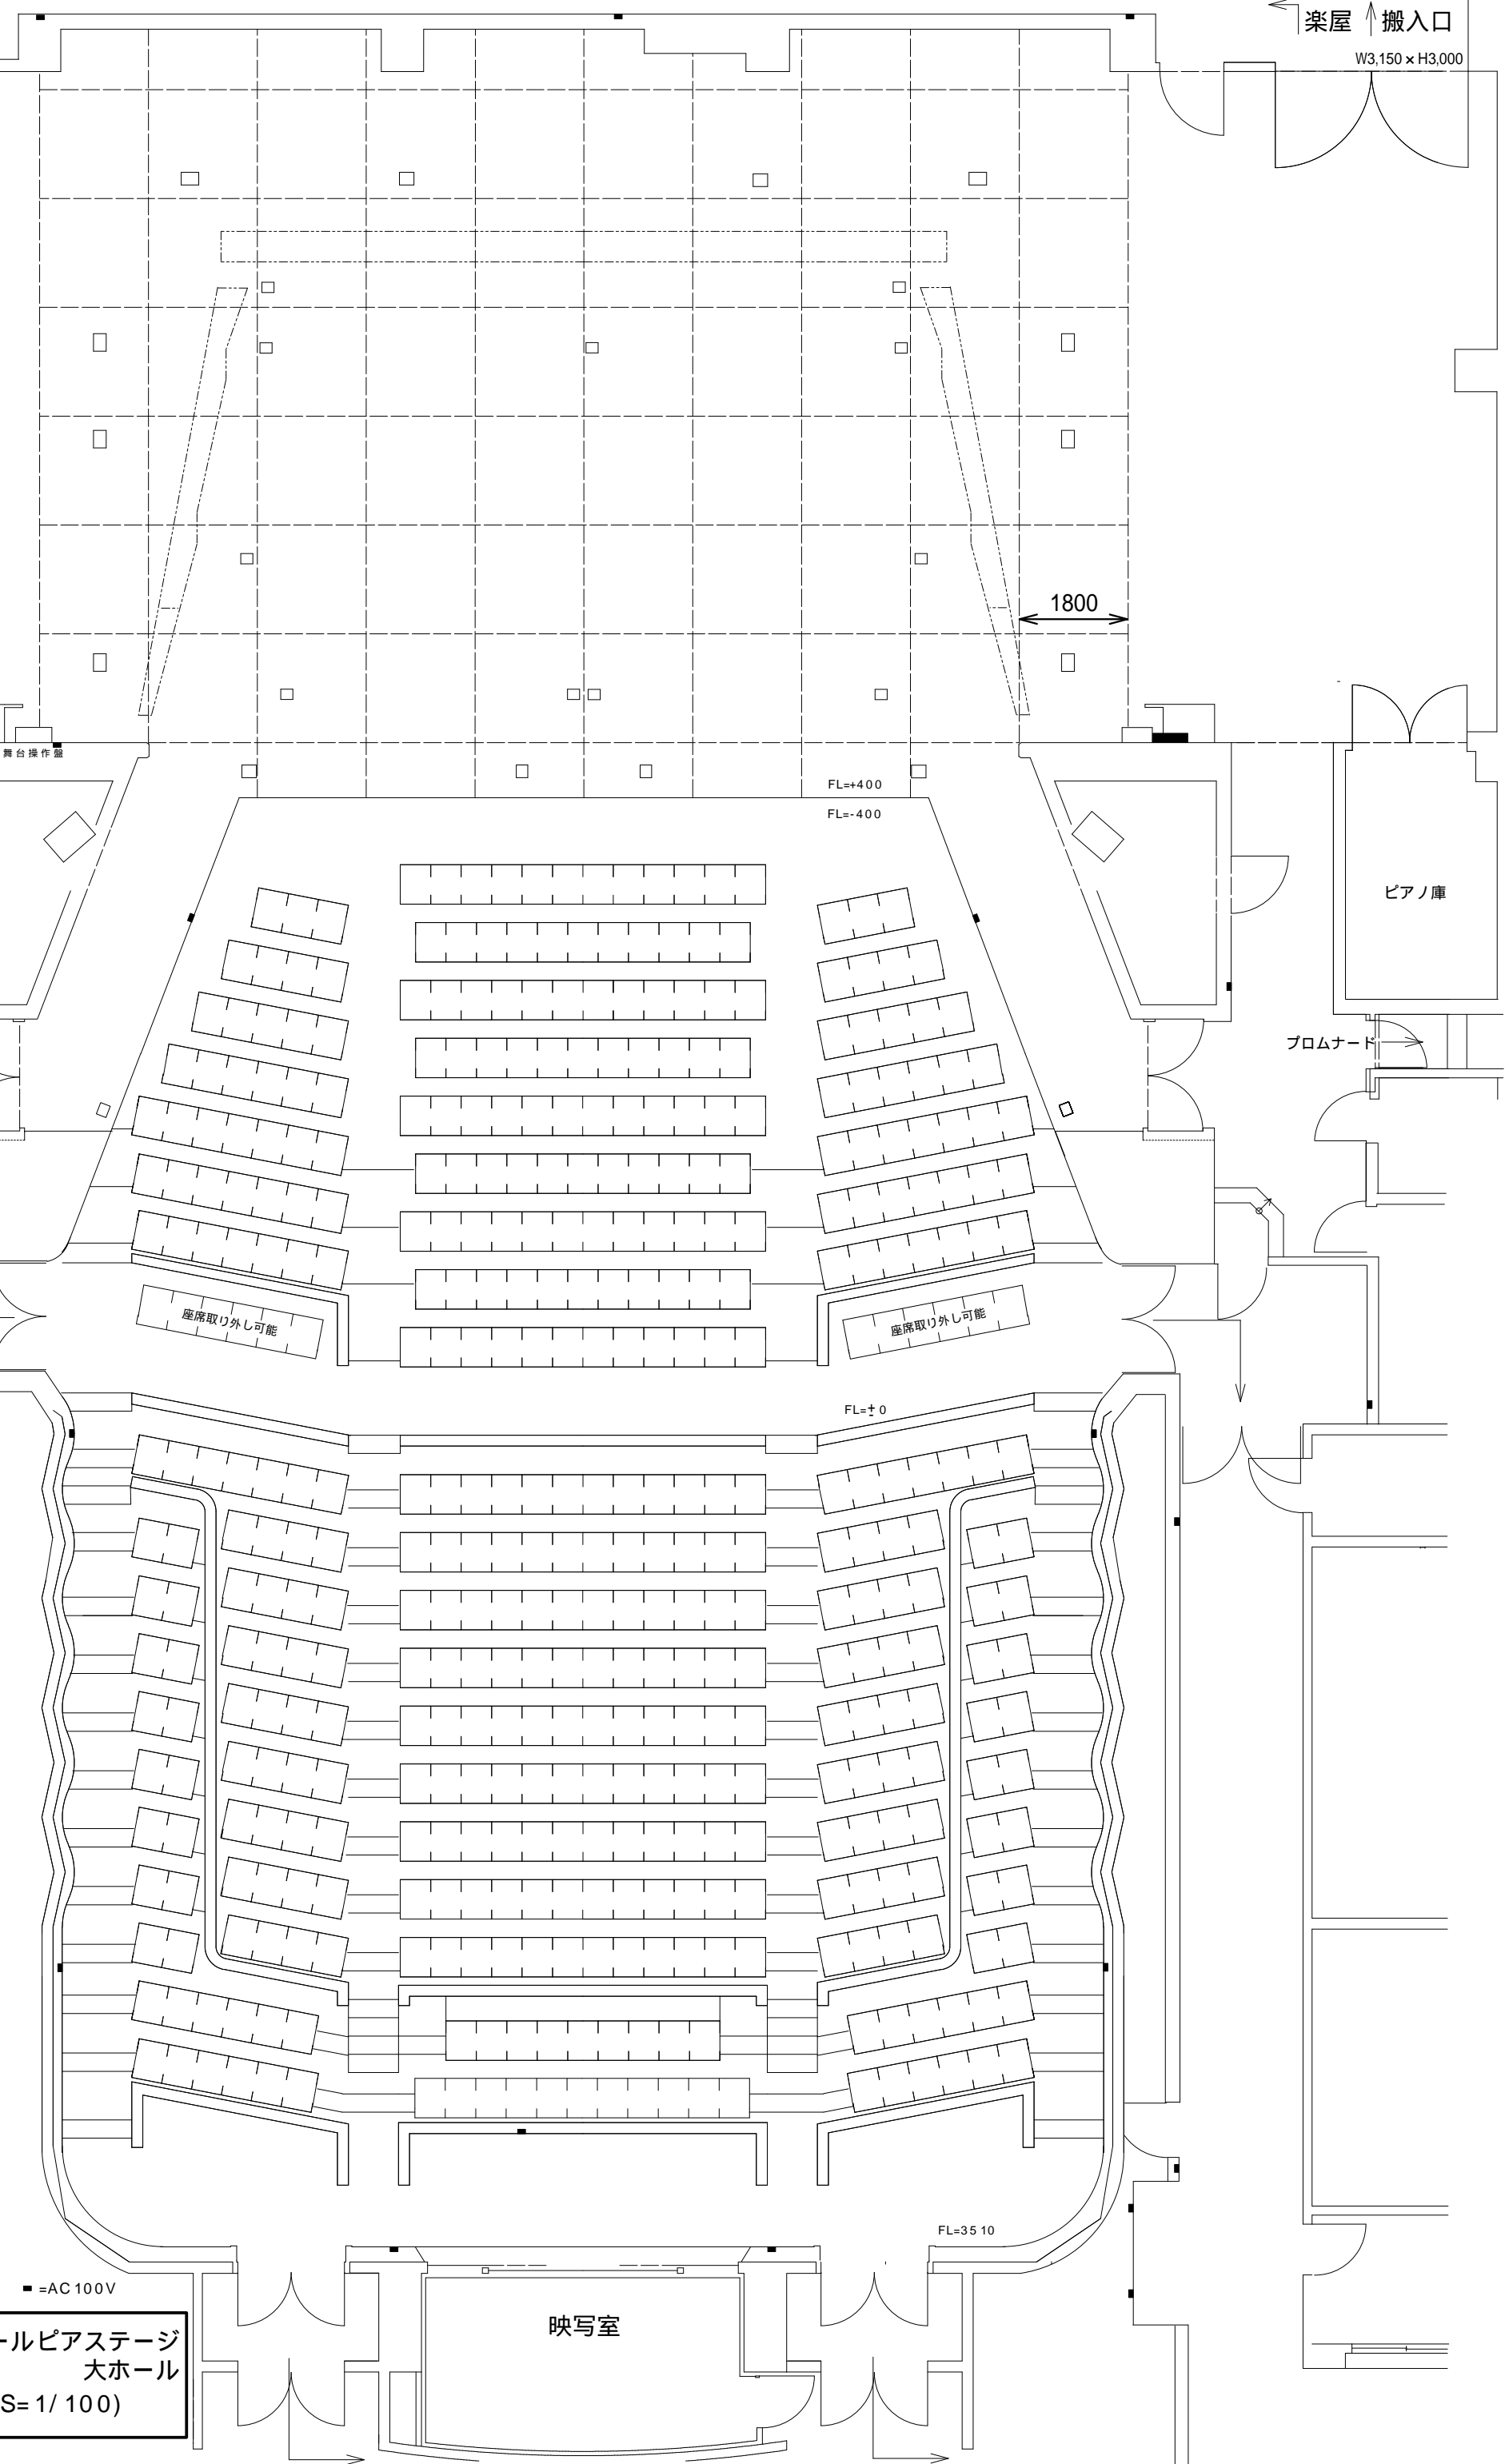 楽屋 搬入口
W3,150×H3,000
1800
舞台操作盤
FL=+400
FL=-400
ピアノ庫
プロムナード
座席取り外し可能
座席取り外し可能
FL=±0
FL=3510
=AC100V
映写室
ールピアステージ
大ホール
S=1/100)